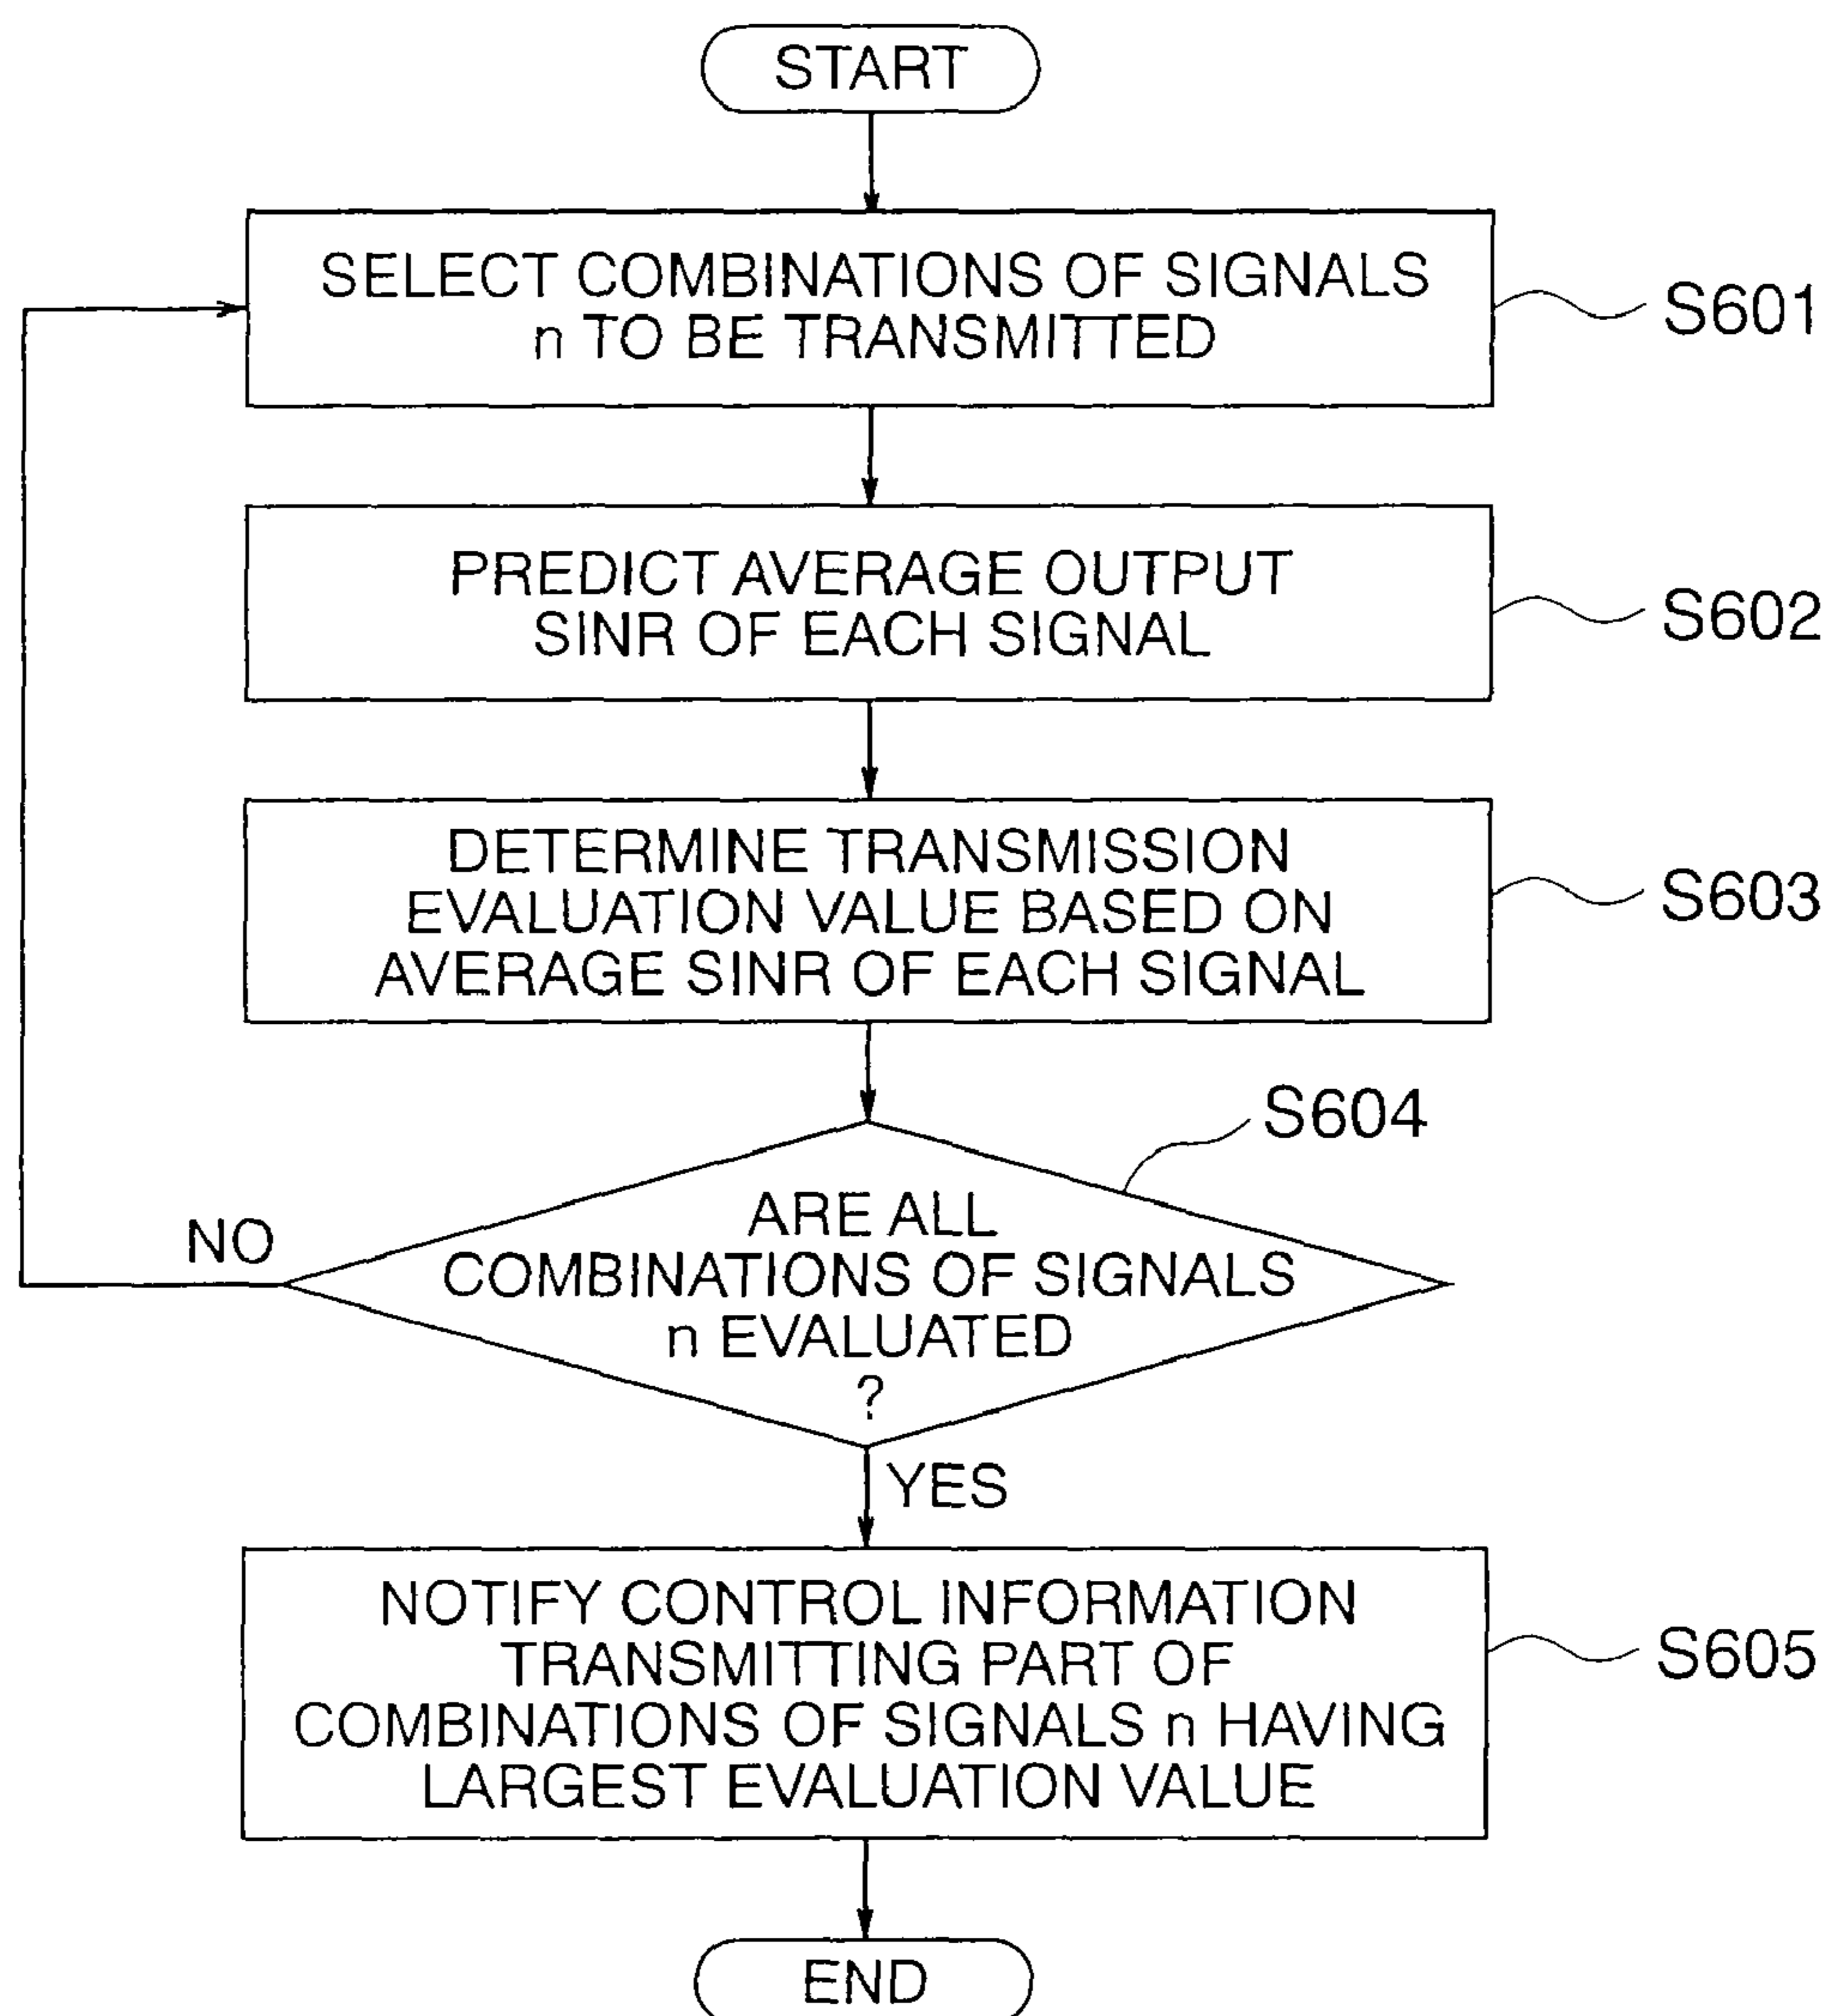 START
SELECT COMBINATIONS OF SIGNALS
n TO BE TRANSMITTED
S601
PREDICT AVERAGE OUTPUT
SINR OF EACH SIGNAL
S602
DETERMINE TRANSMISSION
EVALUATION VALUE BASED ON
AVERAGE SINR OF EACH SIGNAL
S603
S604
ARE ALL
COMBINATIONS OF SIGNALS
n EVALUATED
?
NO
YES
NOTIFY CONTROL INFORMATION
TRANSMITTING PART OF
COMBINATIONS OF SIGNALS n HAVING
LARGEST EVALUATION VALUE
S605
END